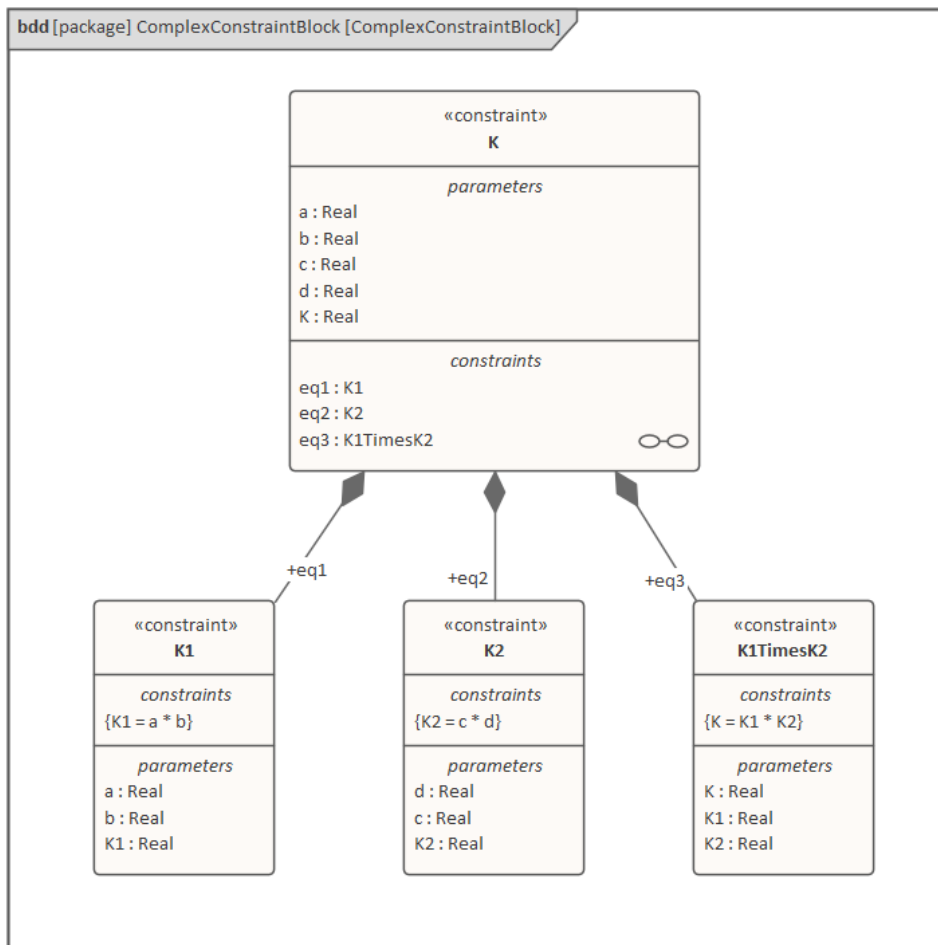 bdd [package] ComplexConstraintBlock [ComplexConstraintBlock]
«constraint»
K
parameters
a : Real
b : Real
c : Real
d : Real
K : Real
constraints
eq1 : K1
eq2 : K2
eq3 : K1TimesK2
+eq1
+eq2
+eq3
«constraint»
K1
constraints
{K1 = a * b}
parameters
a : Real
b : Real
K1 : Real
«constraint»
K2
constraints
{K2 = c * d}
parameters
d : Real
c : Real
K2 : Real
«constraint»
K1TimesK2
constraints
{K = K1 * K2}
parameters
K : Real
K1 : Real
K2 : Real